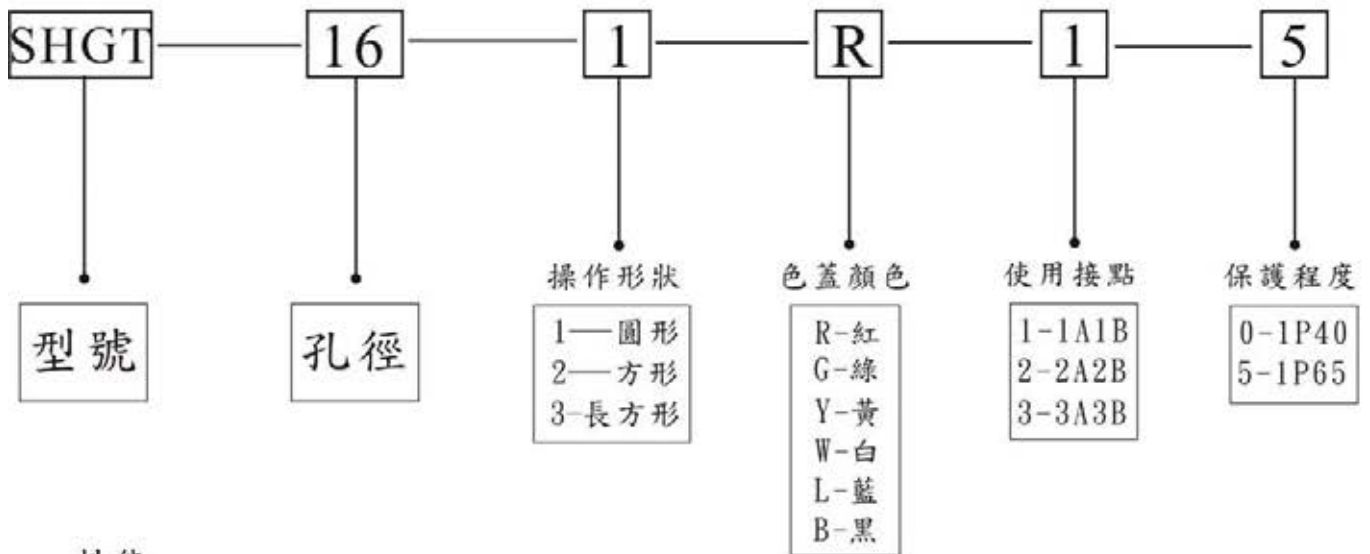 SHGT 16 1 R 1 5
型號
孔徑
操作形狀
1—圓形
2—方形
3-長方形
色蓋顏色
R-紅
G-綠
Y-黃
W-白
L-藍
B-黑
使用接點
1-1A1B
2-2A2B
3-3A3B
保護程度
0-1P40
5-1P65